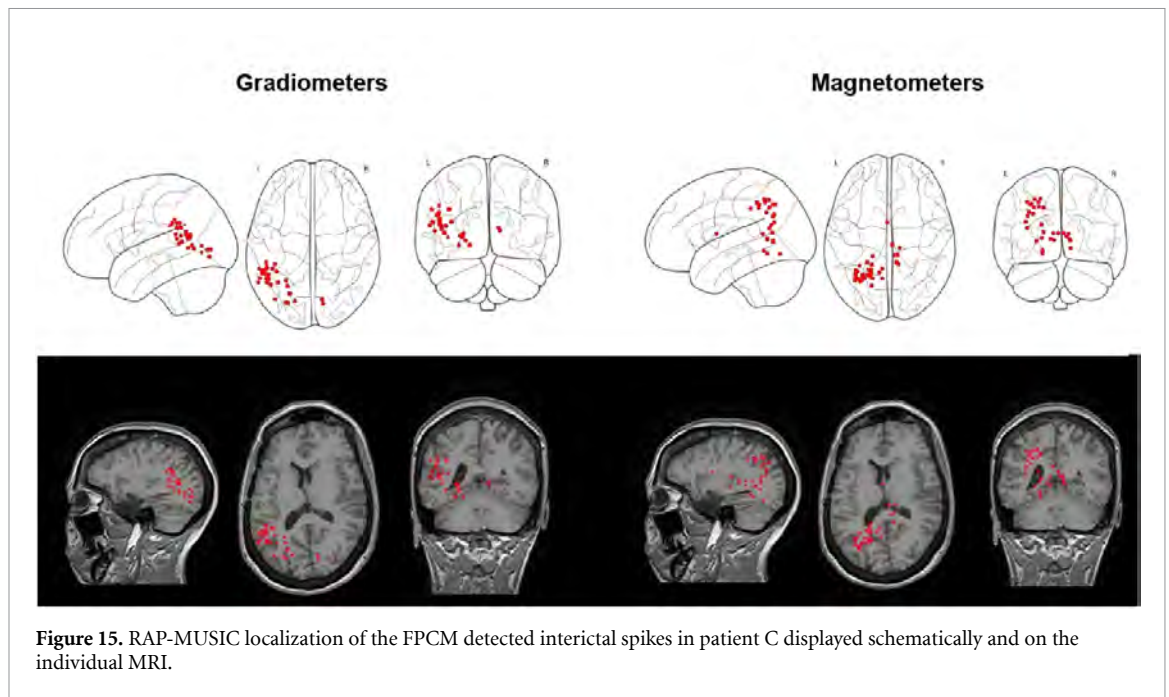 Gradiometers
Magnetometers
L
R
L
R
Figure 15. RAP-MUSIC localization of the FPCM detected interictal spikes in patient C displayed schematically and on the
individual MRI.